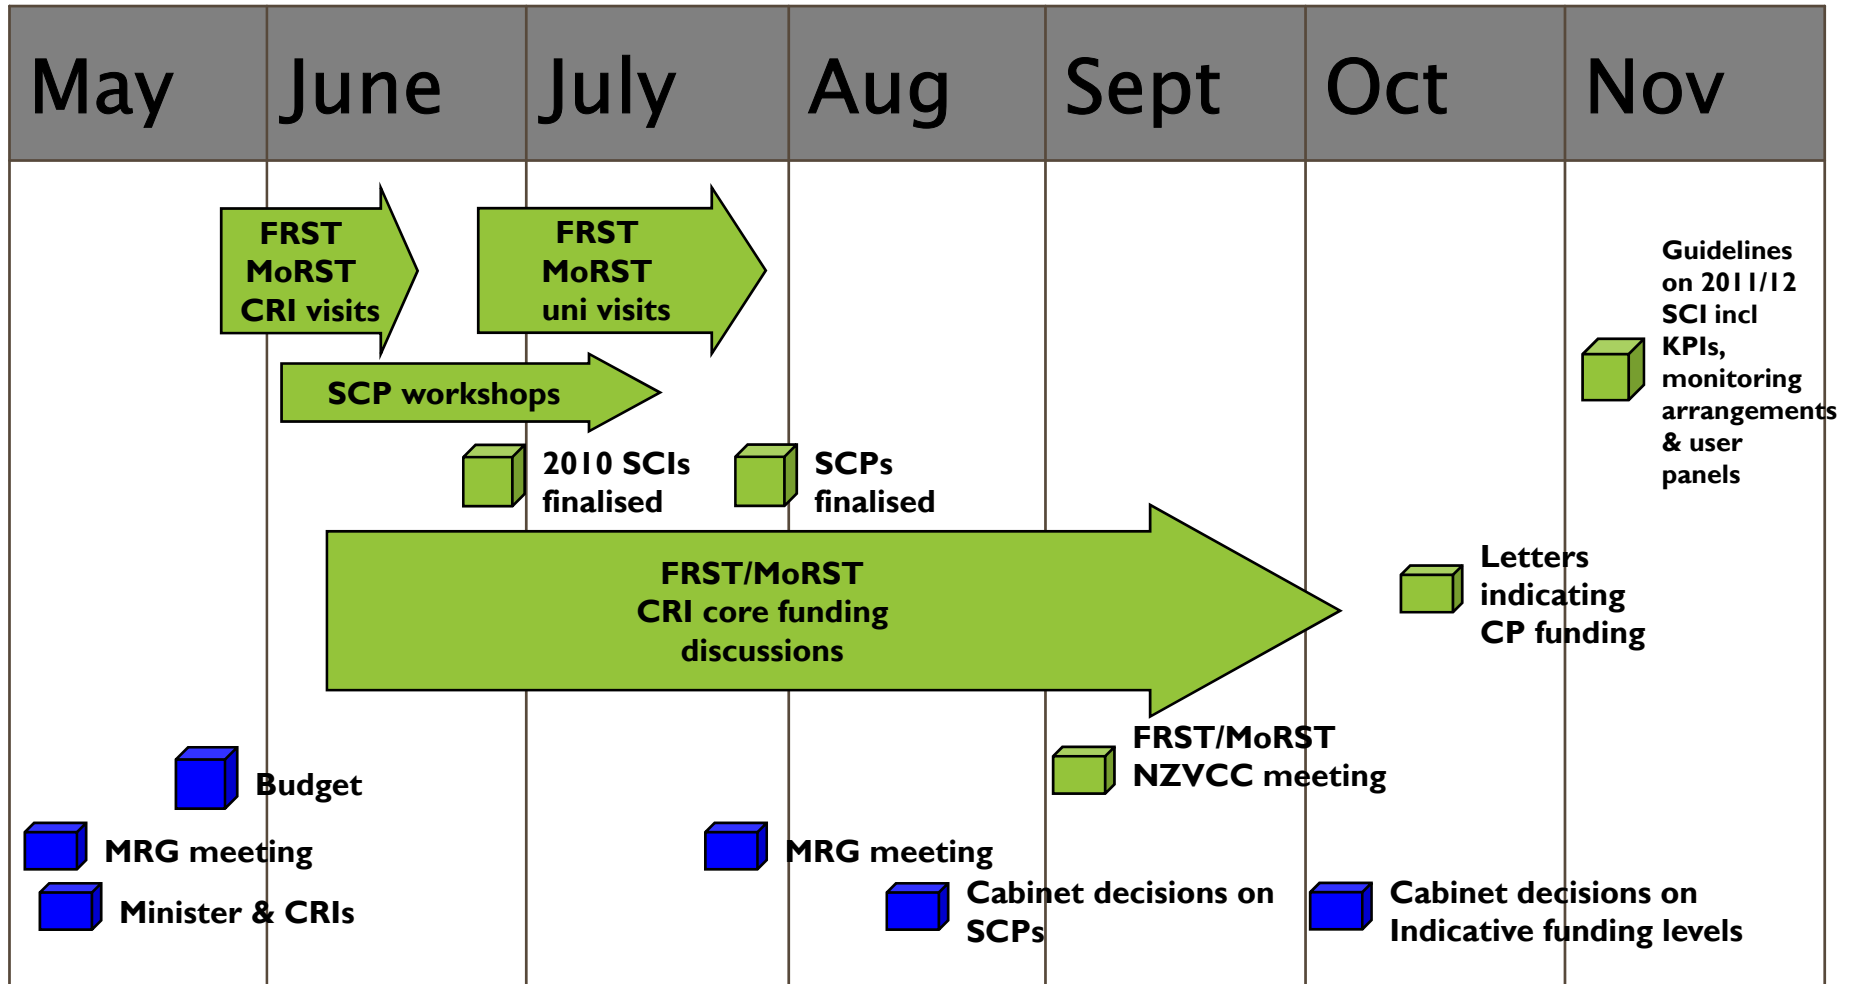 May June July Aug Sept Oct Nov
FRST
MoRST
CRI visits
FRST
MoRST
uni visits
Guidelines
on 2011/12
SCI incl
KPIs,
monitoring
arrangements
& user
panels
SCP workshops
2010 SCIs
finalised
SCPs
finalised
FRST/MoRST
CRI core funding
discussions
Letters
indicating
CP funding
FRST/MoRST
NZVCC meeting
Budget
MRG meeting
MRG meeting
Minister & CRIs
Cabinet decisions on
SCPs
Cabinet decisions on
Indicative funding levels